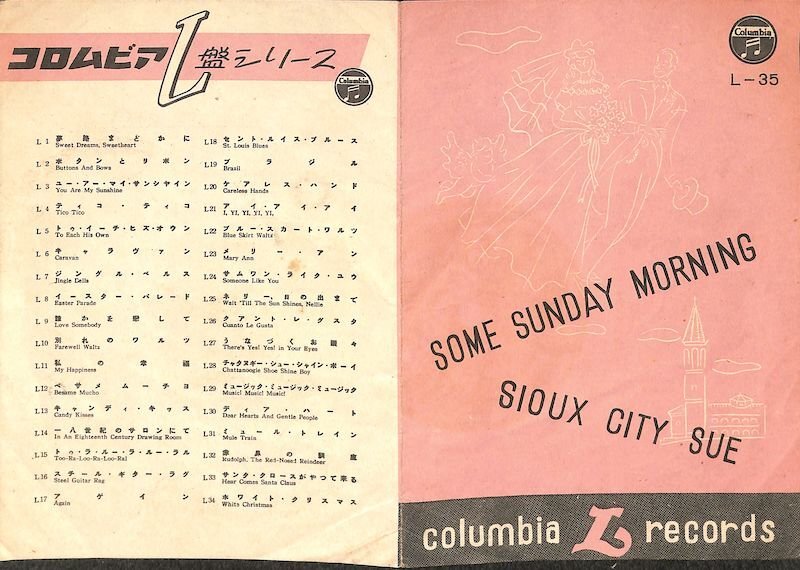 コロムビア L 盤シリース
Columbia
L 1 夢路まどかに
Sweet Dreams, Sweetheart
L 2 ボタンとリボン
Buttons And Bows
L 3 ユー・アー・マイ・サンシャイン
You Are My Sunshine
L 4 ティコ・ティコ
Tico Tico
L 5 トゥ・イーチ・ヒズ・オウン
To Each His Own
L 6 キャラヴァン
Caravan
L 7 ジングル・ベルス
Jingle Eells
L 8 イースター・パレード
Easter Parade
L 9 誰かを恋して
Love Somebody
L10 別れのワルツ
Farewell Waltz
L11 私の幸福
My Happiness
L12 ベサメムーチョ
Besame Mucho
L13 キャンディ・キッス
Candy Kisses
L14 一八世紀のサロンにて
In An Eighteenth Century Drawing Room
L15 トゥ・ラ・ルー・ラ・ルー・ラル
Too-Ra-Loo-Ra-Loo-Ral
L16 スチール・ギター・ラグ
Steel Guitar Rag
L17 アゲイン
Again
L18 セント・ルイス・ブルース
St. Louis Blues
L19 ブラジル
Brasil
L20 ケアレス・ハンド
Careless Hands
L21 アイ・アイ・アイ
I, YI, YI, YI, YI,
L22 ブルー・スカート・ワルツ
Blue Skirt Waltz
L23 メリー・アン
Mary Ann
L24 サムワン・ライク・ユウ
Someone Like You
L25 ネリー、日の出まで
Wait 'Till The Sun Shines, Nellie
L26 クアント・レ・グスタ
Cuanto Le Gusta
L27 うなづくお眼々
There's Yes! Yes! in Your Eyes
L28 チャタヌギー・シュー・シャイン・ボーイ
Chattanoogie Shoe Shine Boy
L29 ミュージック・ミュージック・ミュージック
Music! Music! Music!
L30 ディア・ハート
Dear Hearts And Gentle People
L31 ミュール・トレイン
Mule Train
L32 赤鼻の馴鹿
Rudolph, The Red-Nosed Reindeer
L33 サンタ・クロースがやって来る
Hear Comes Santa Claus
L34 ホワイト・クリスマス
White Christmas
Columbia
L-35
SOME SUNDAY MORNING
SIOUX CITY SUE
columbia L records